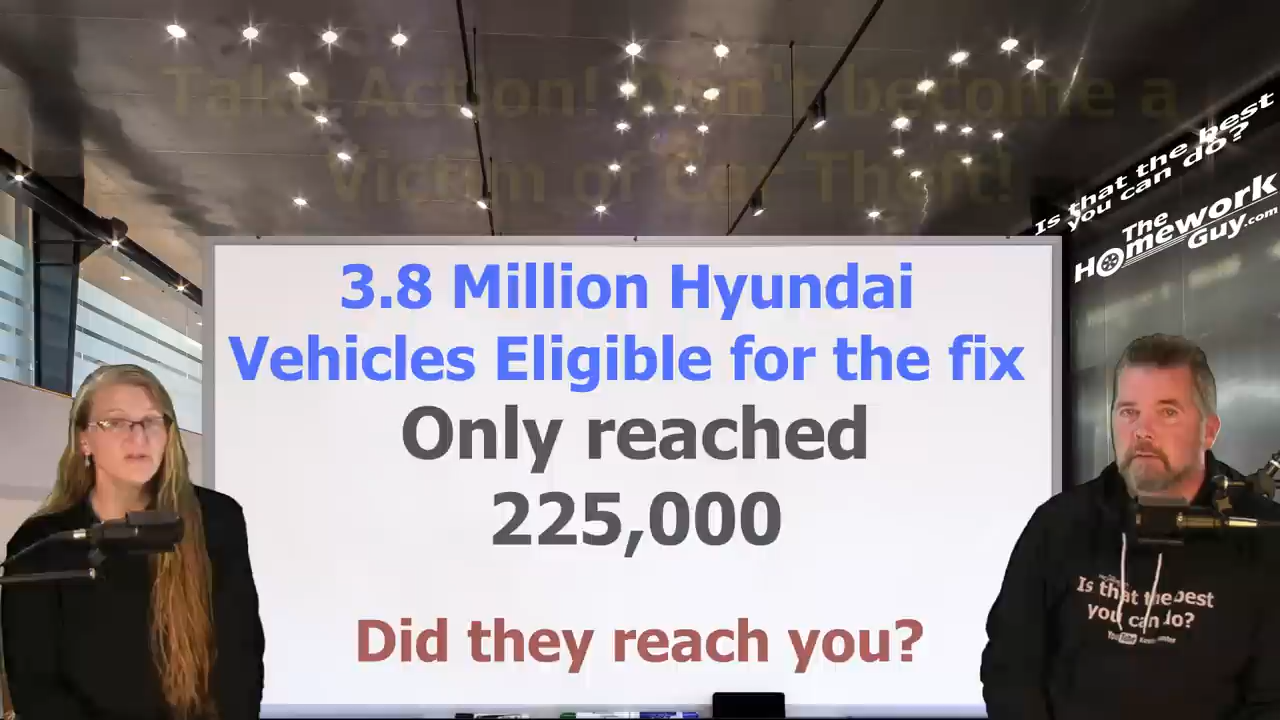 Take Action! Don't become a
Victim of Car Theft!
Is that the best
you can do?
The
Homework
Guy.com
3.8 Million Hyundai
Vehicles Eligible for the fix
Only reached
225,000
Did they reach you?
Is that the best
you can do?
YouTube